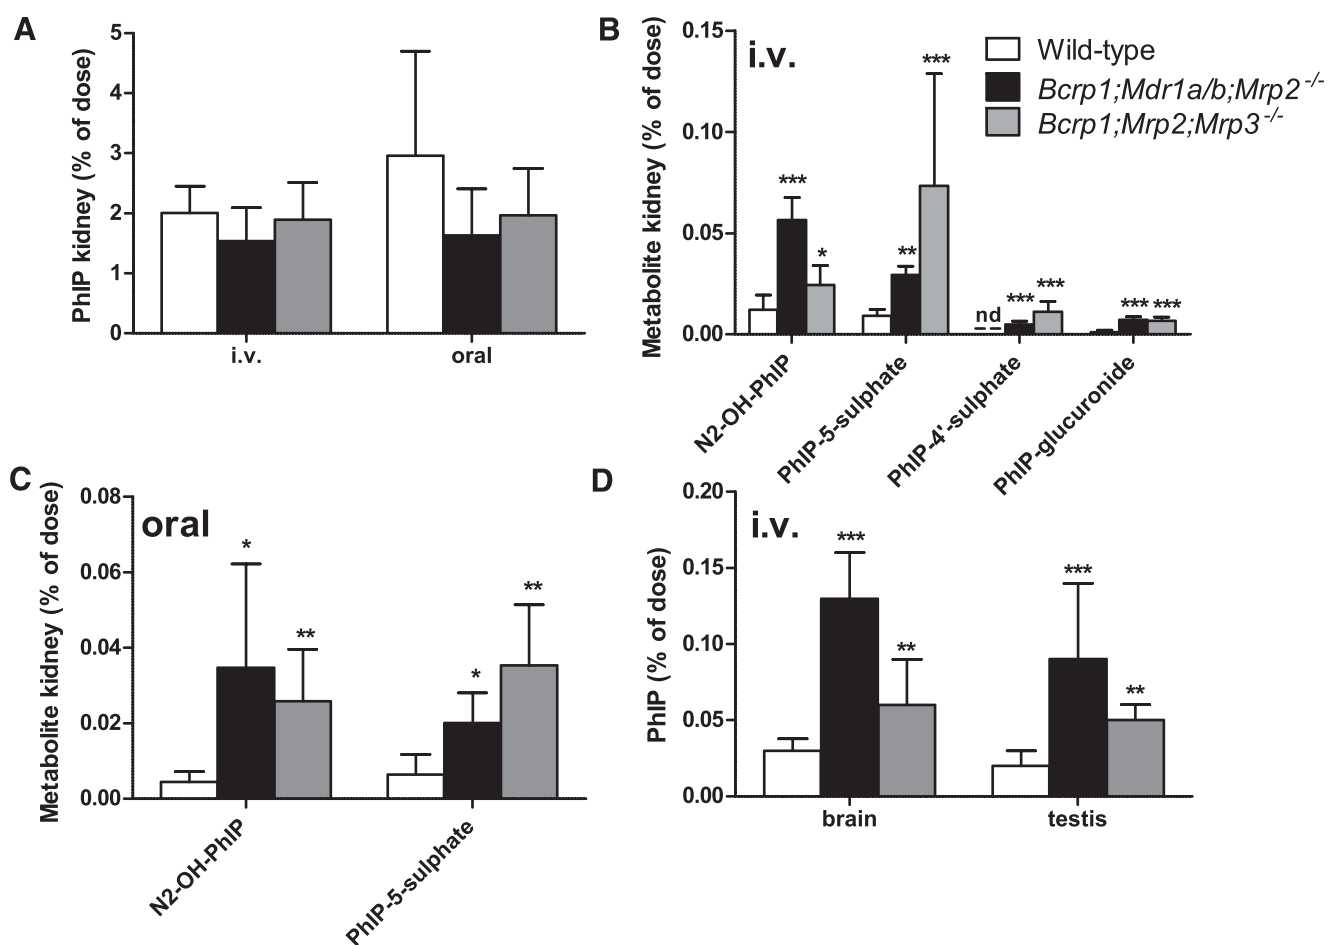 A
PhIP kidney (% of dose)
5
4
3
2
1
0
i.v.
oral
B
Metabolite kidney (% of dose)
0.15
0.10
0.05
0.00
i.v.
Wild-type
Bcrp1;Mdr1a/b;Mrp2-/-
Bcrp1;Mrp2;Mrp3-/-
***
*
**
***
nd
***
***
***
***
N2-OH-PhIP
PhIP-5-sulphate
PhIP-4'-sulphate
PhIP-glucuronide
C
Metabolite kidney (% of dose)
0.08
0.06
0.04
0.02
0.00
oral
*
**
*
**
N2-OH-PhIP
PhIP-5-sulphate
D
PhIP (% of dose)
0.20
0.15
0.10
0.05
0.00
i.v.
***
**
***
**
brain
testis